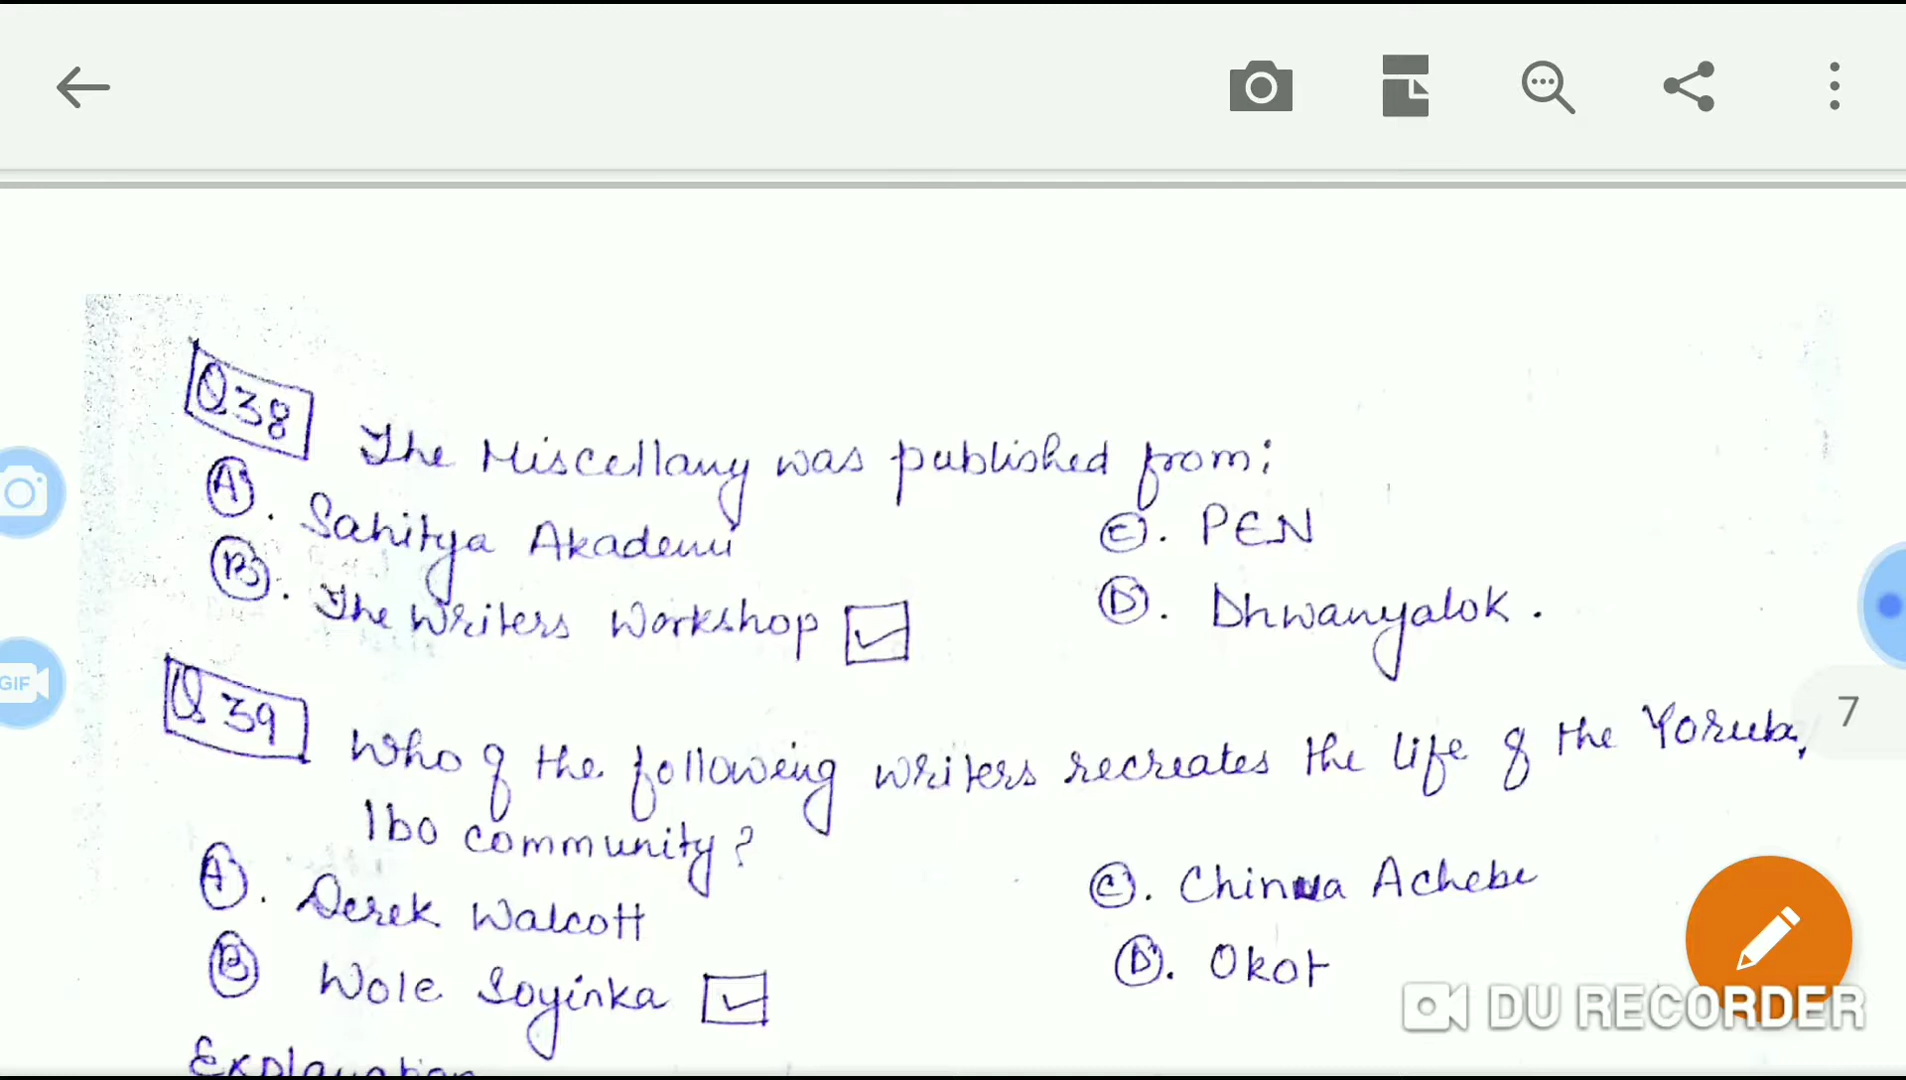 Q38 The Miscellany was published from:
A. Sahitya Akademi
C. PEN
B. The Writers Workshop
D. Dhwanyalok.
Q39 Who of the following writers recreates the life of the Yoruba,
Ibo community?
A. Derek Walcott
C. Chinua Achebe
B. Wole Soyinka
D. Okot
Explanation
GIF
7
DU RECORDER